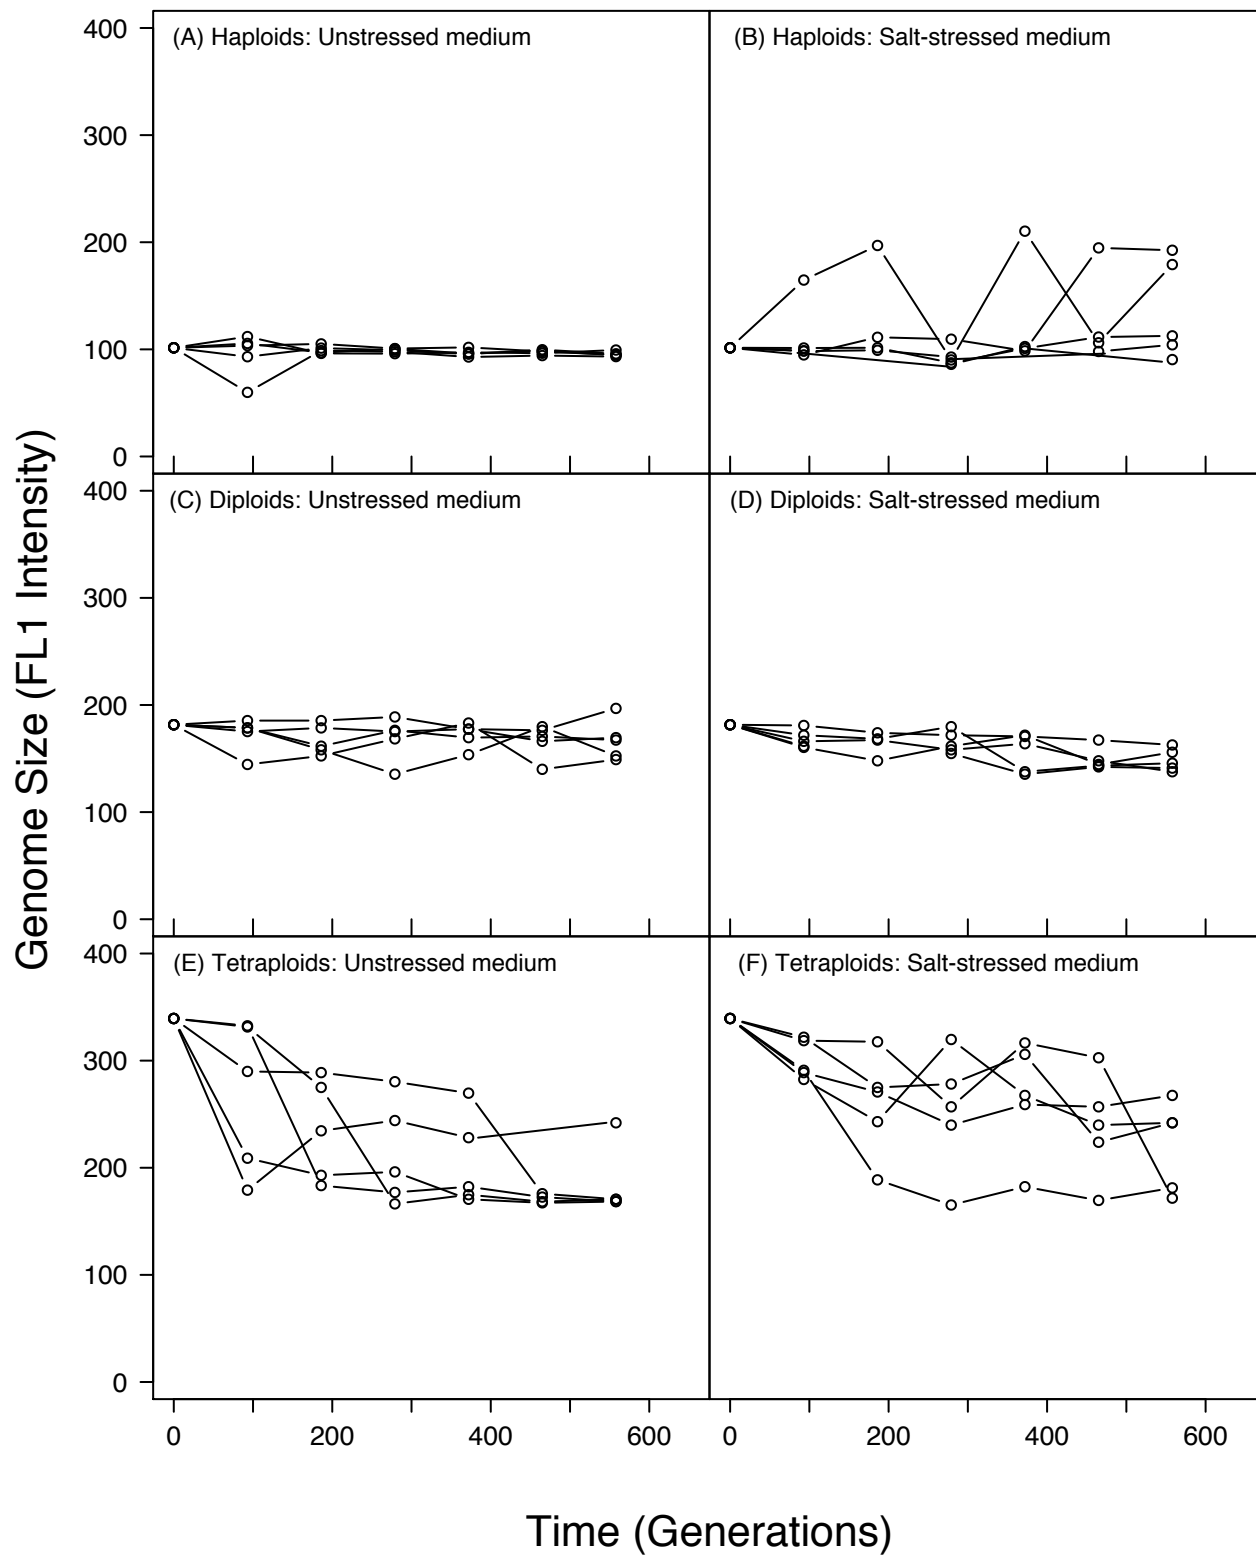 Genome Size (FL1 Intensity)
(A) Haploids: Unstressed medium
400
300
200
100
0
(B) Haploids: Salt-stressed medium
(C) Diploids: Unstressed medium
400
300
200
100
0
(D) Diploids: Salt-stressed medium
(E) Tetraploids: Unstressed medium
400
300
200
100
0
(F) Tetraploids: Salt-stressed medium
0 200 400 600
0 200 400 600
Time (Generations)